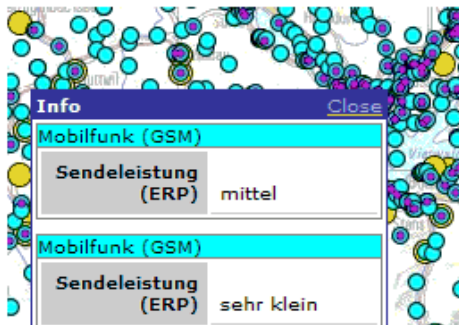 Info Close
Mobilfunk (GSM)
Sendeleistung
(ERP) mittel
Mobilfunk (GSM)
Sendeleistung
(ERP) sehr klein